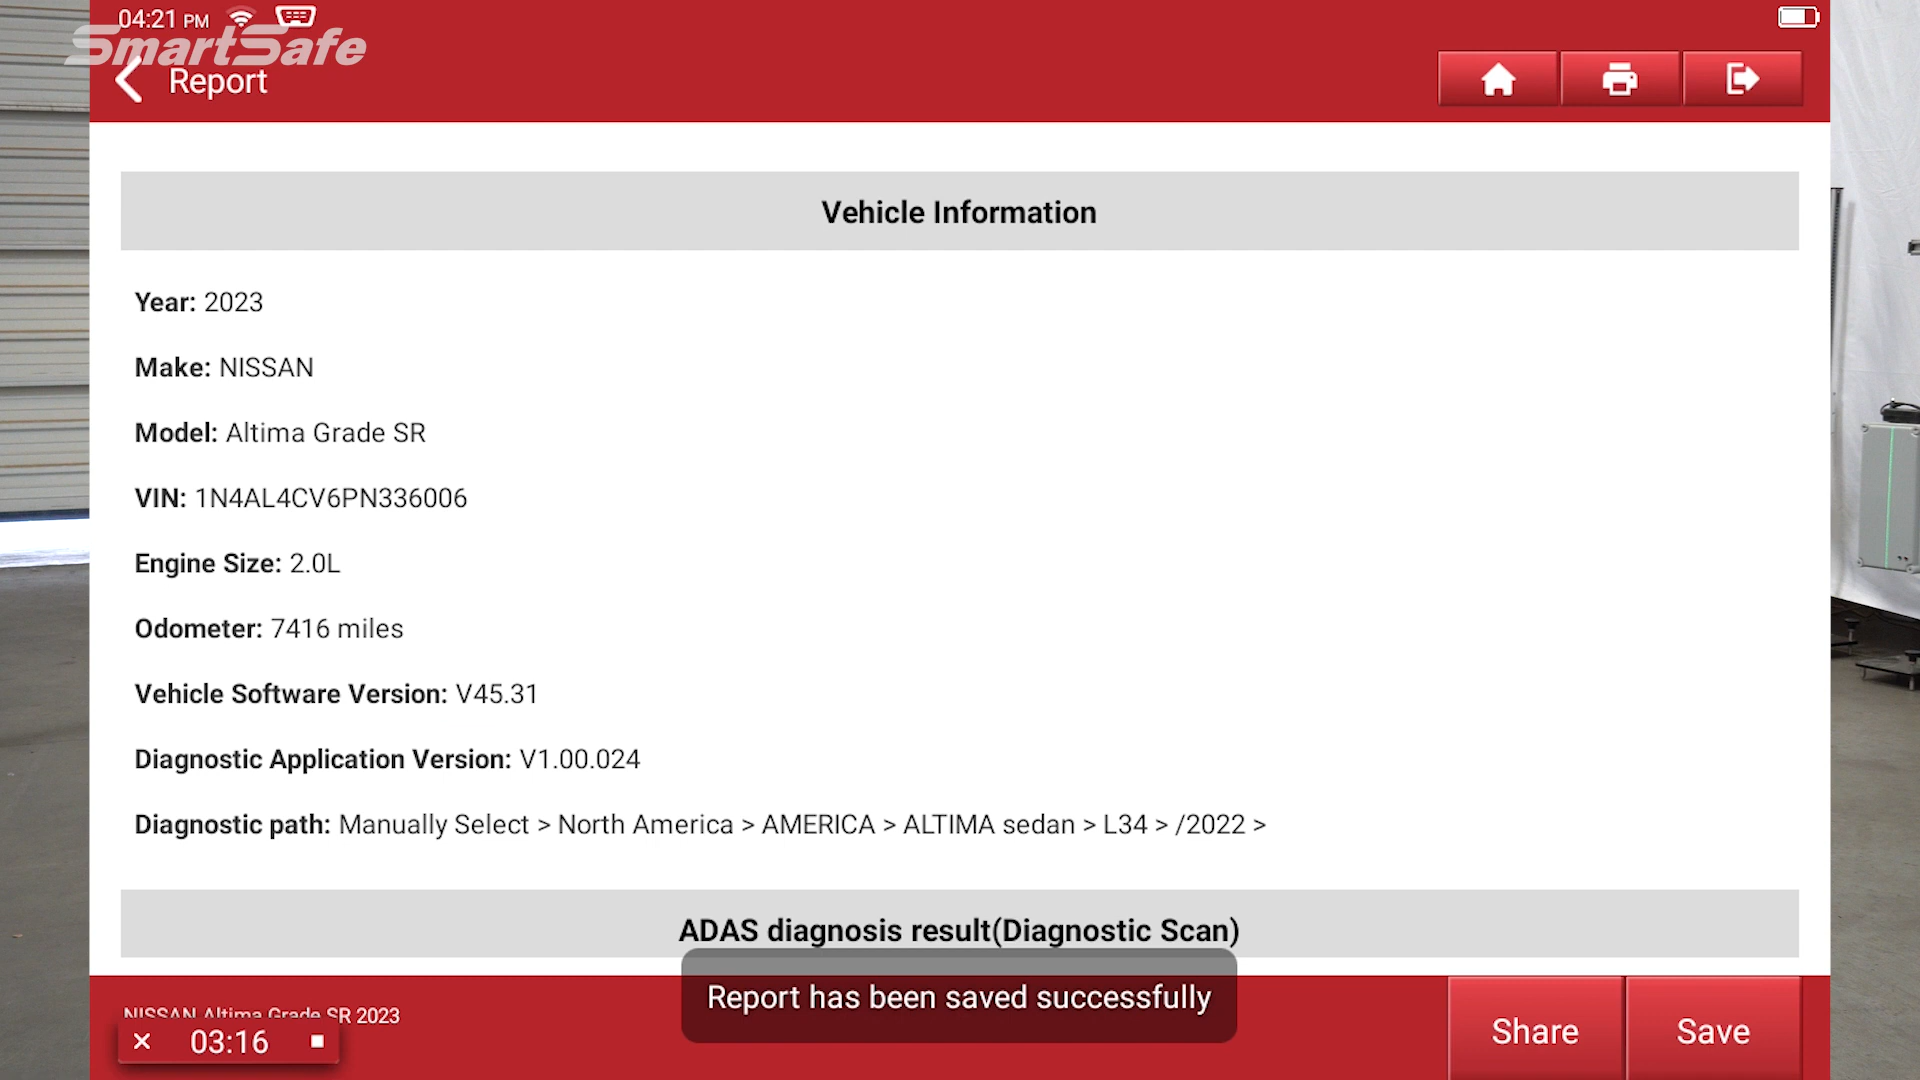 04:21 PM
SmartSafe
Report
Vehicle Information
Year: 2023
Make: NISSAN
Model: Altima Grade SR
VIN: 1N4AL4CV6PN336006
Engine Size: 2.0L
Odometer: 7416 miles
Vehicle Software Version: V45.31
Diagnostic Application Version: V1.00.024
Diagnostic path: Manually Select > North America > AMERICA > ALTIMA sedan > L34 > /2022 >
ADAS diagnosis result(Diagnostic Scan)
Report has been saved successfully
NISSAN Altima Grade SR 2023
03:16
Share
Save